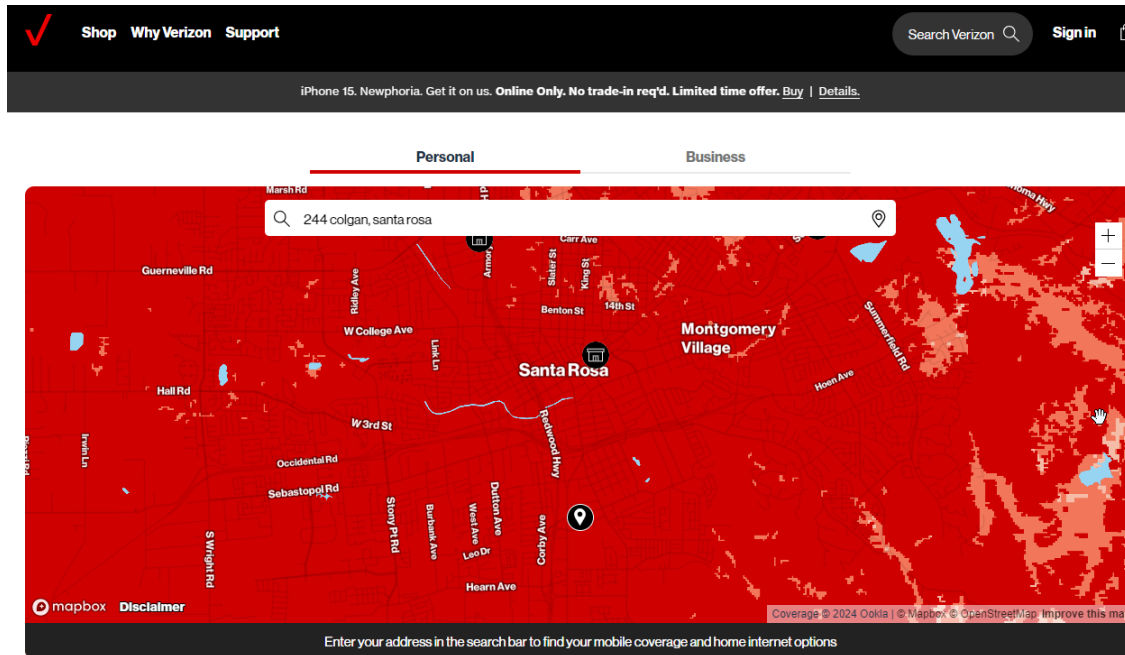 Shop Why Verizon Support
Search Verizon
Sign in
iPhone 15. Newphoria. Get it on us. Online Only. No trade-in req'd. Limited time offer. Buy | Details.
Personal
Business
Marsh Rd
244 colgan, santa rosa
Carr Ave
Guerneville Rd
Ridley Ave
Slater St
King St
Benton St
14th St
W College Ave
Link Ln
Montgomery
Village
Summerfield Rd
Santa Rosa
Hoen Ave
Hall Rd
W 3rd St
Redwood Hwy
Irwin Ln
Occidental Rd
Sebastopol Rd
Stony Pt Rd
Burbank Ave
West Ave
Dutton Ave
Leo Dr
Corby Ave
S Wright Rd
Hearn Ave
mapbox Disclaimer
Coverage © 2024 Ookla | © Mapbox © OpenStreetMap Improve this ma
Enter your address in the search bar to find your mobile coverage and home internet options